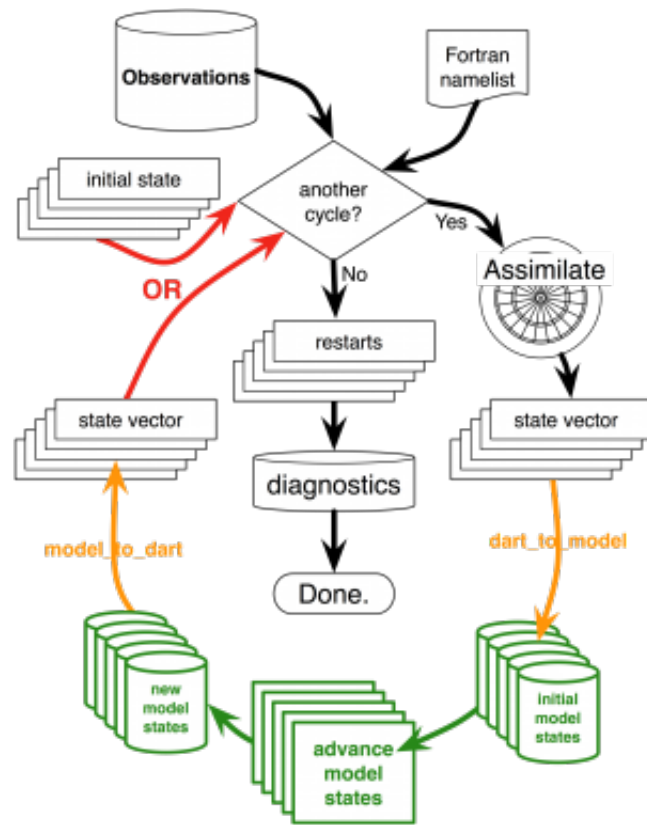 Observations
Fortran
namelist
initial state
another
cycle?
Yes
Assimilate
OR
No
restarts
state vector
state vector
diagnostics
model_to_dart
dart_to_model
Done.
new
model
states
initial
model
states
advance
model
states